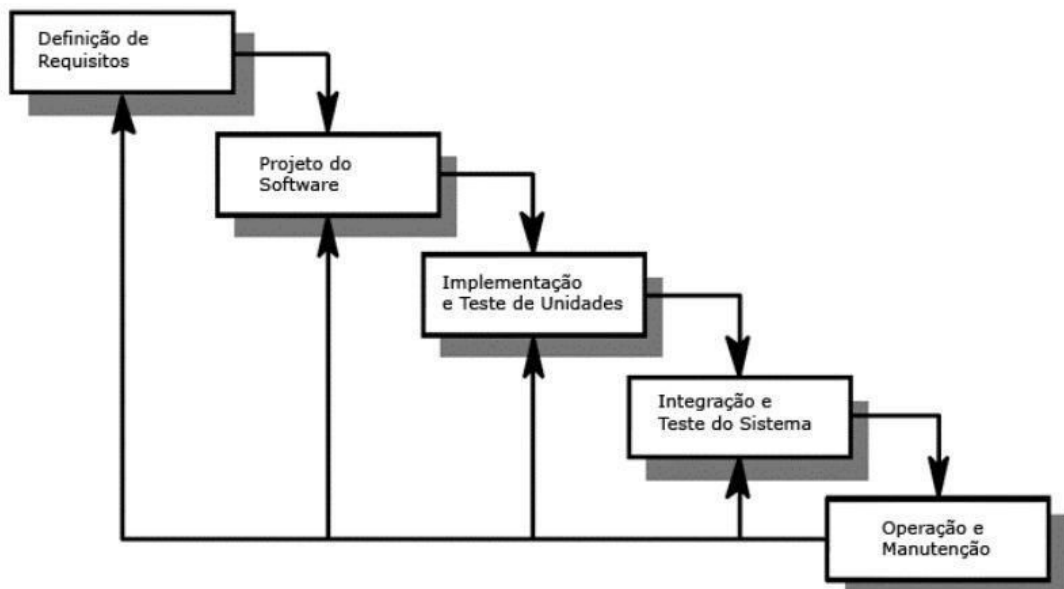 Definição de
Requisitos
Projeto do
Software
Implementação
e Teste de Unidades
Integração e
Teste do Sistema
Operação e
Manutenção